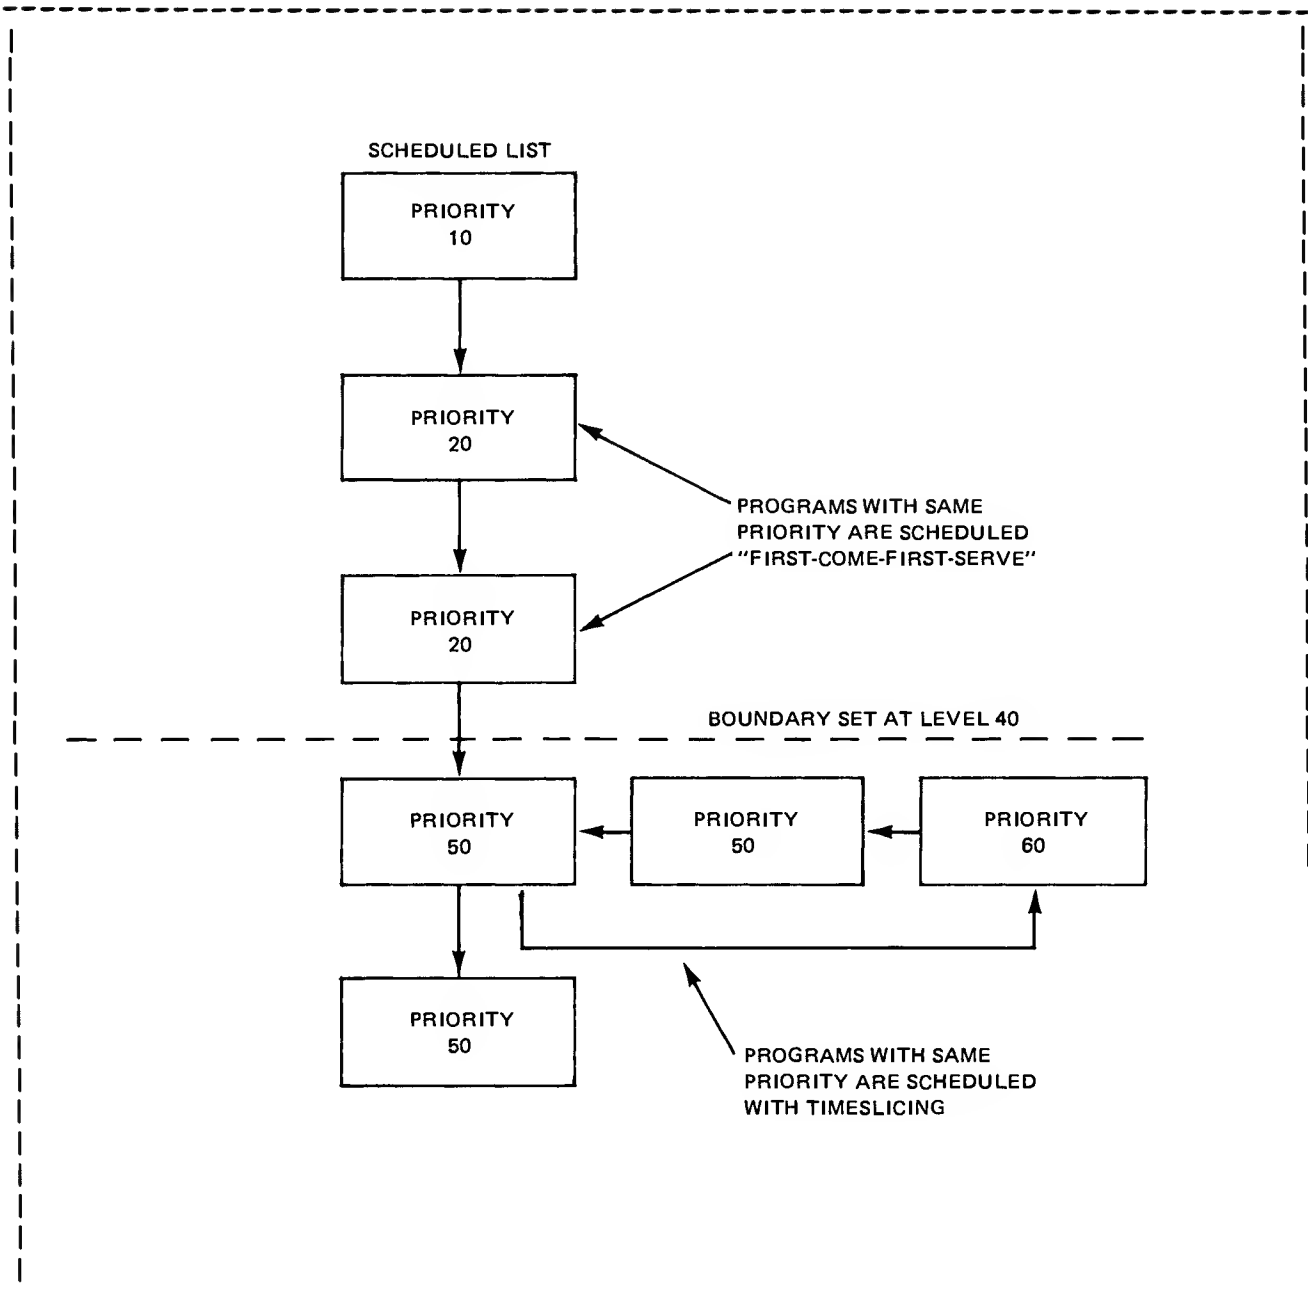 SCHEDULED LIST
PRIORITY
10
PRIORITY
20
PROGRAMS WITH SAME
PRIORITY ARE SCHEDULED
"FIRST-COME-FIRST-SERVE"
PRIORITY
20
BOUNDARY SET AT LEVEL 40
PRIORITY
50
PRIORITY
50
PRIORITY
60
PRIORITY
50
PROGRAMS WITH SAME
PRIORITY ARE SCHEDULED
WITH TIMESLICING